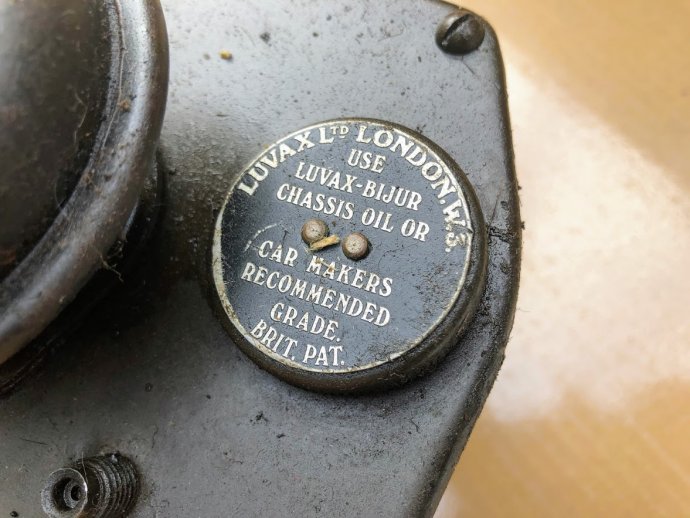 LUVAX LTD LONDON, W.3.
USE
LUVAX-BIJUR
CHASSIS OIL OR
CAR MAKERS
RECOMMENDED
GRADE.
BRIT. PAT.